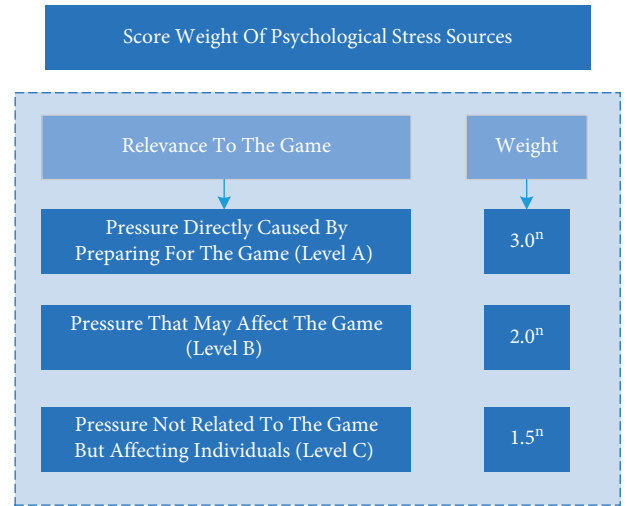 Score Weight Of Psychological Stress Sources
Relevance To The Game
Weight
Pressure Directly Caused By
Preparing For The Game (Level A)
3.0ⁿ
Pressure That May Affect The Game
(Level B)
2.0ⁿ
Pressure Not Related To The Game
But Affecting Individuals (Level C)
1.5ⁿ